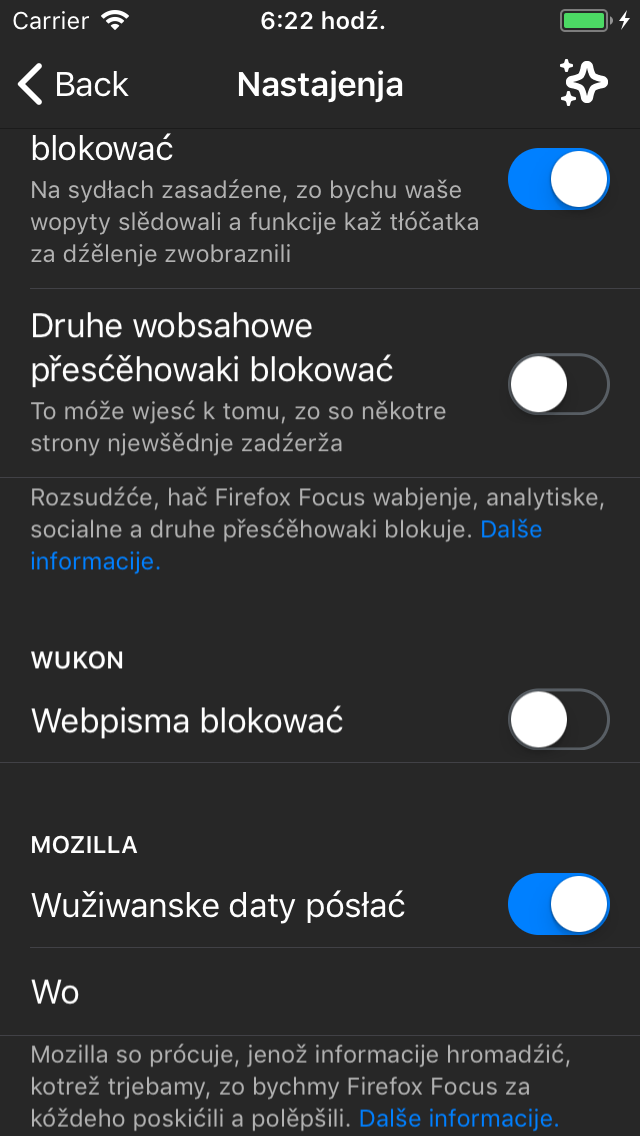 Carrier 6:22 hodź.
Back Nastajenja
blokować
Na sydłach zasadźene, zo bychu waše
wopyty slědowali a funkcije kaž tłóčatka
za dźělenje zwobraznili
Druhe wobsahowe
přesćěhowaki blokować
To móže wjesć k tomu, zo so někotre
strony njewšědnje zadźerža
Rozsudźće, hač Firefox Focus wabjenje, analytiske,
socialne a druhe přesćěhowaki blokuje. Dalše
informacije.
WUKON
Webpisma blokować
MOZILLA
Wužiwanske daty pósłać
Wo
Mozilla so prócuje, jenož informacije hromadźić,
kotrež trjebamy, zo bychmy Firefox Focus za
kóždeho poskićili a polěpšili. Dalše informacije.